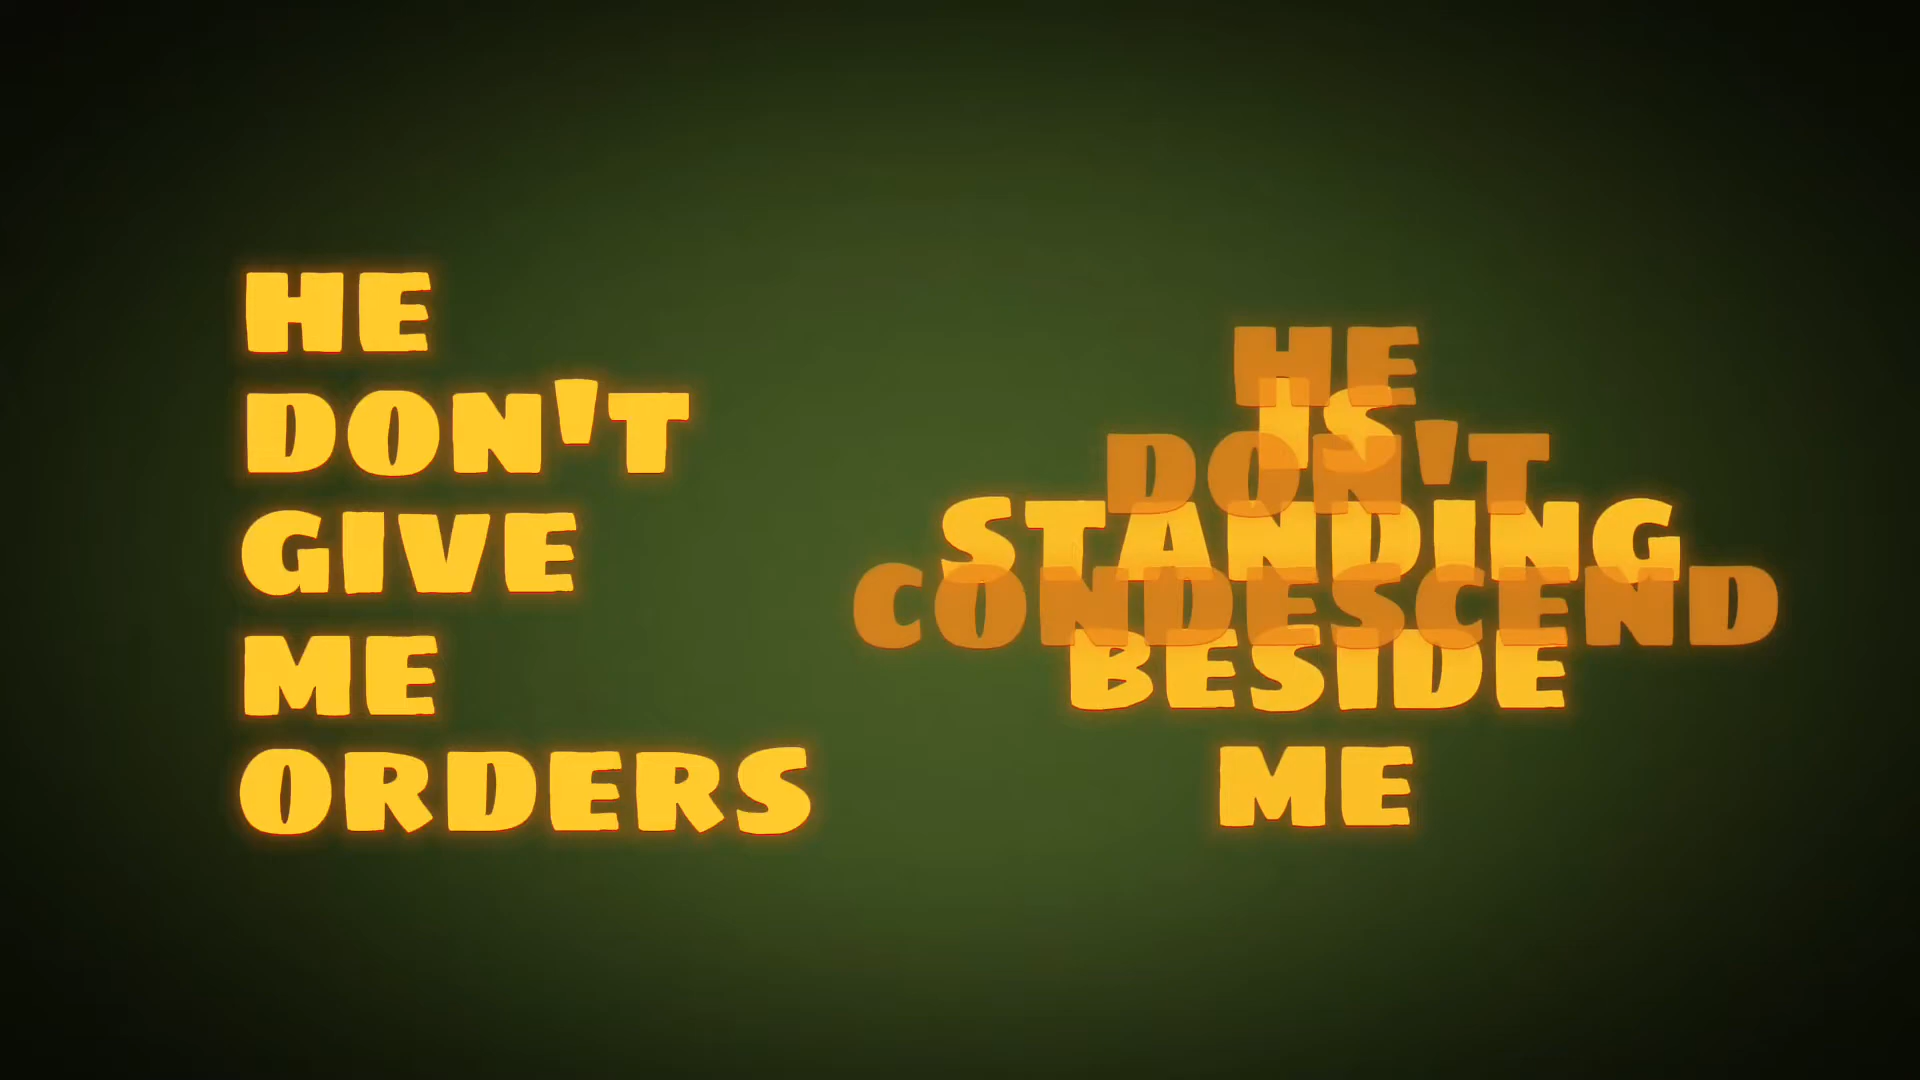 HE
DON'T
GIVE
ME
ORDERS
HE
DON'T
CONDESCEND
IS
STANDING
BESIDE
ME